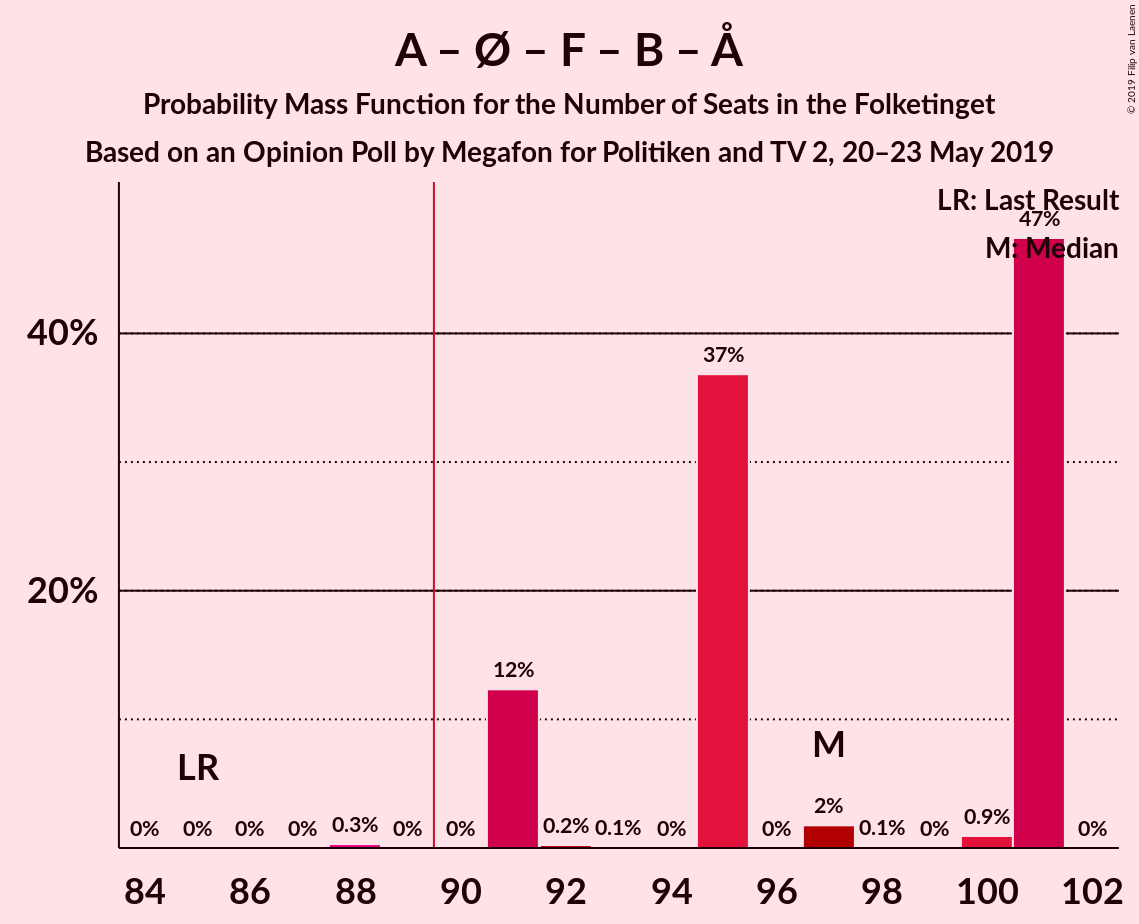 A – Ø – F – B – Å
Probability Mass Function for the Number of Seats in the Folketinget
Based on an Opinion Poll by Megafon for Politiken and TV 2, 20–23 May 2019
© 2019 Filip van Laenen
LR: Last Result
M: Median
47%
40%
37%
20%
12%
M
LR
0% 0% 0% 0% 0.3% 0% 0% 0.2% 0.1% 0% 0% 2% 0.1% 0% 0.9% 0%
84 86 88 90 92 94 96 98 100 102